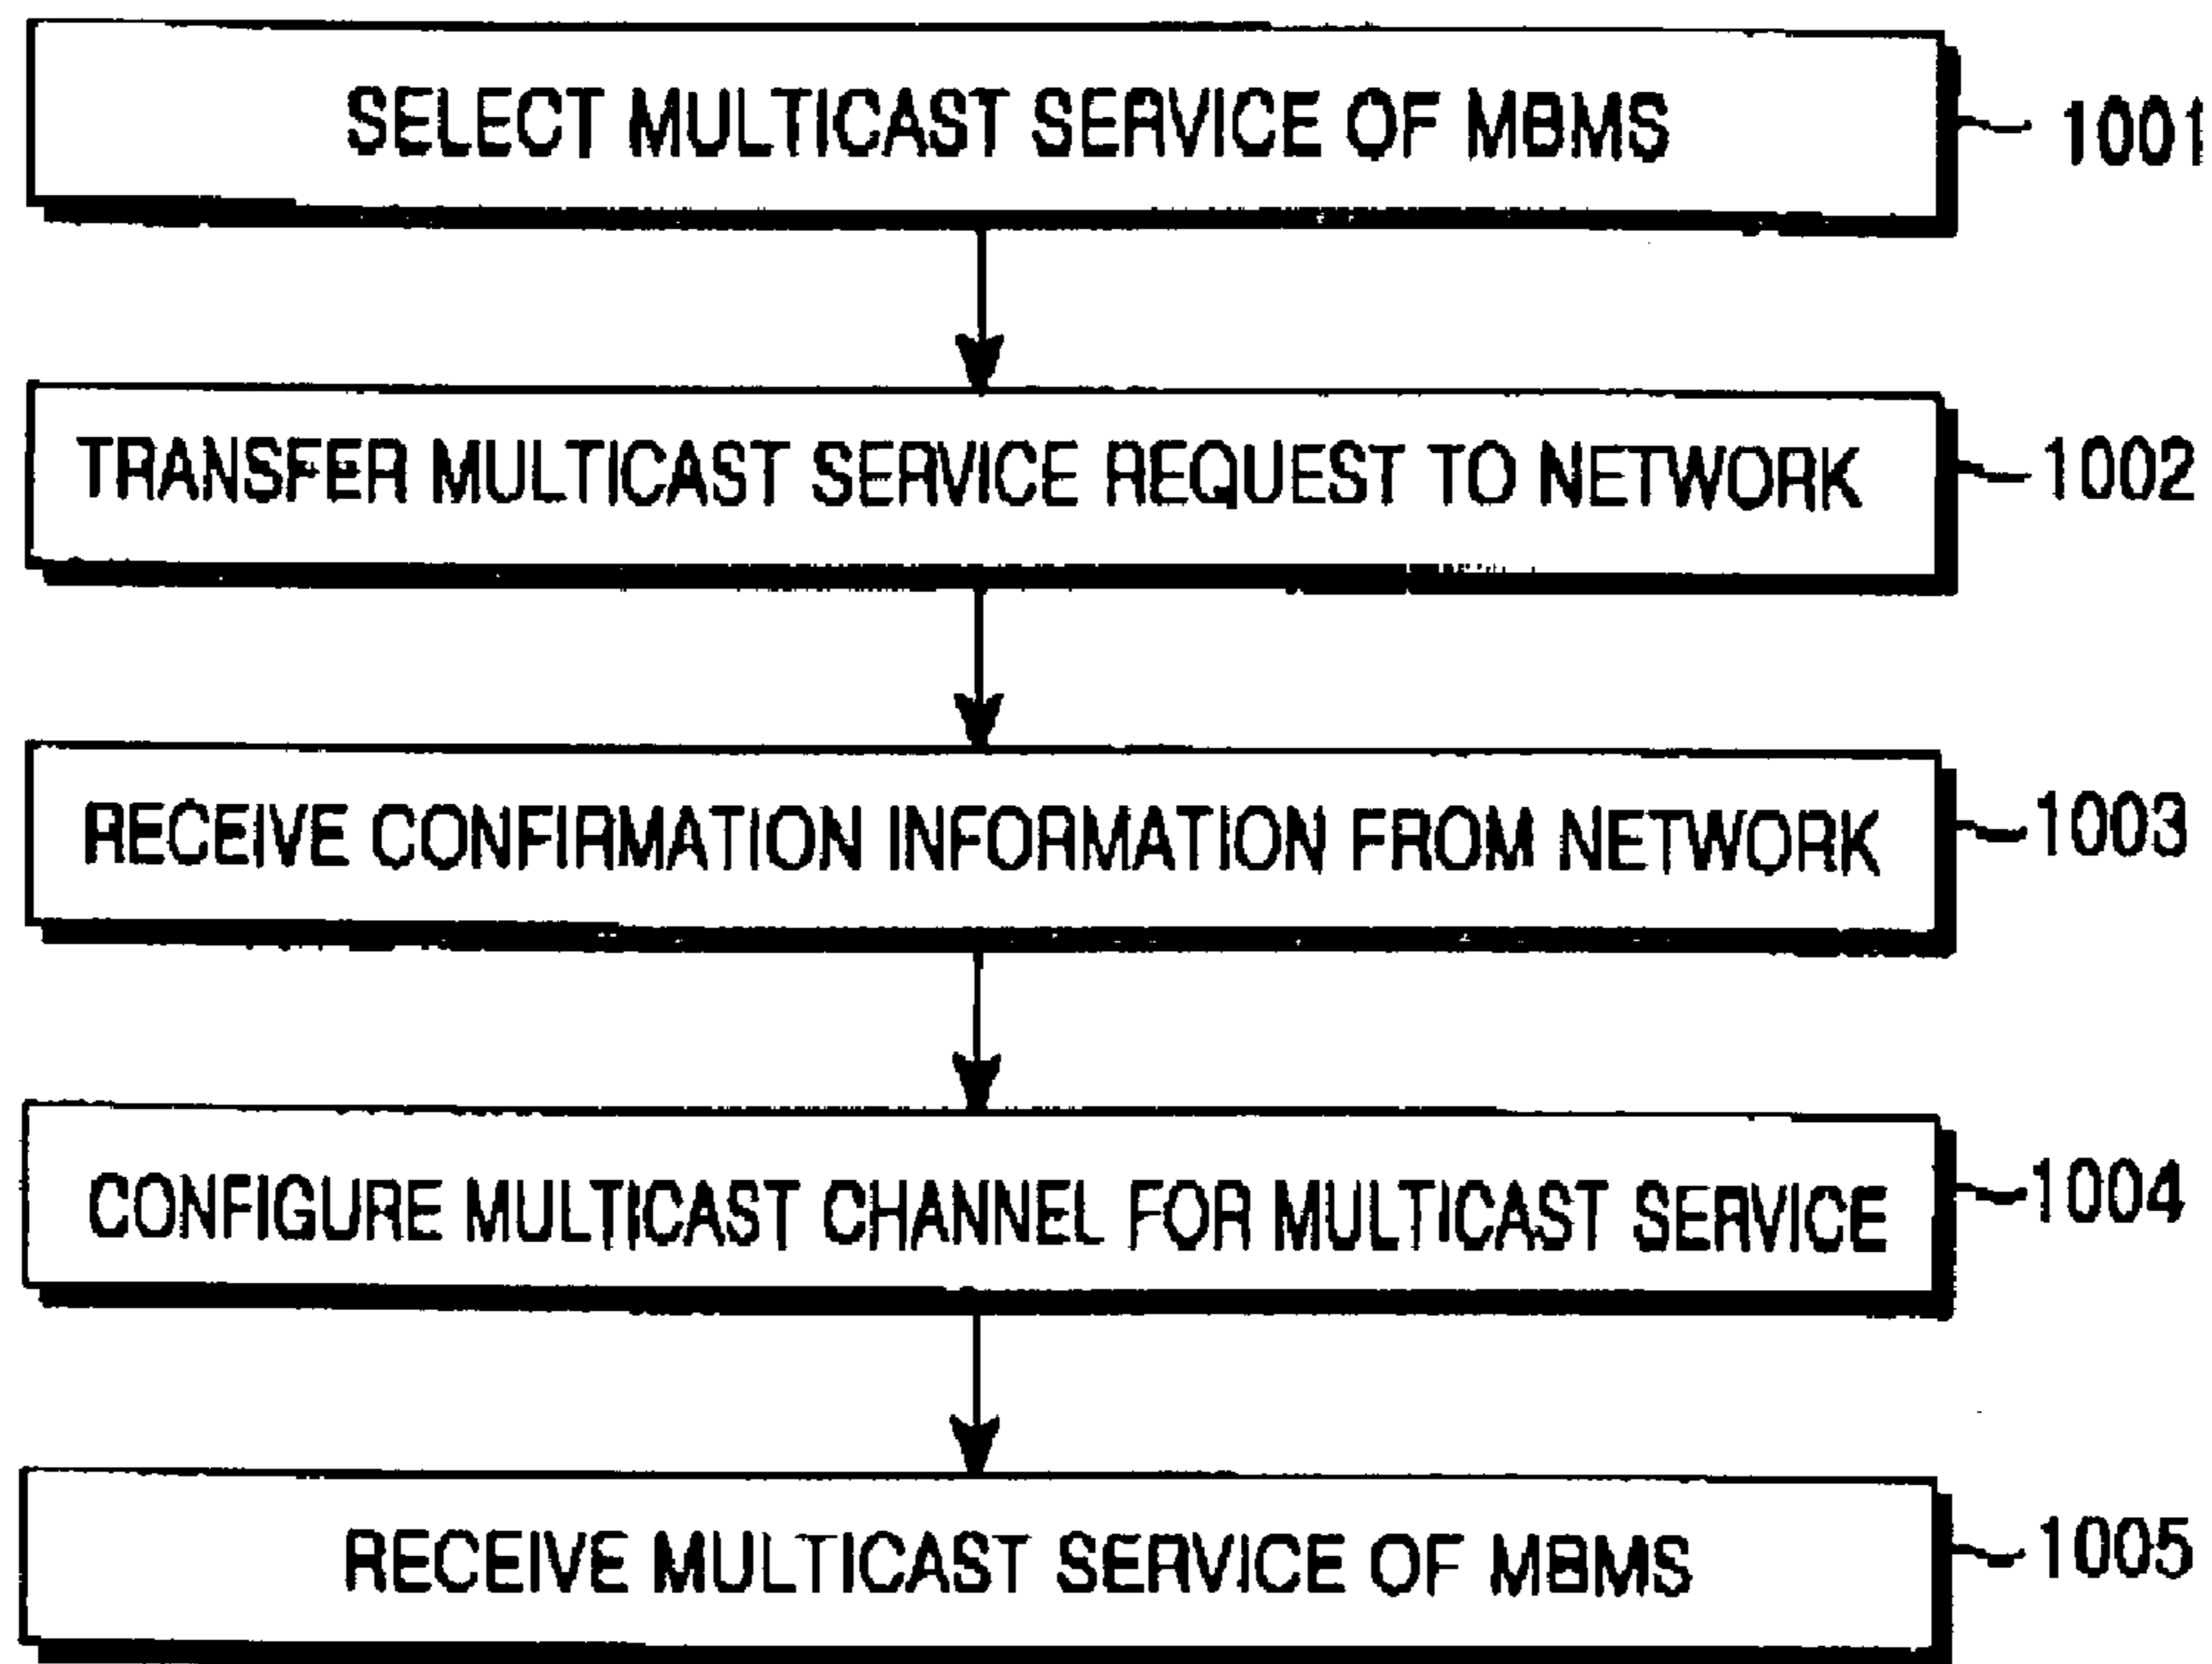 SELECT MULTICAST SERVICE OF MBMS
1001
TRANSFER MULTICAST SERVICE REQUEST TO NETWORK
1002
RECEIVE CONFIRMATION INFORMATION FROM NETWORK
1003
CONFIGURE MULTICAST CHANNEL FOR MULTICAST SERVICE
1004
RECEIVE MULTICAST SERVICE OF MBMS
1005